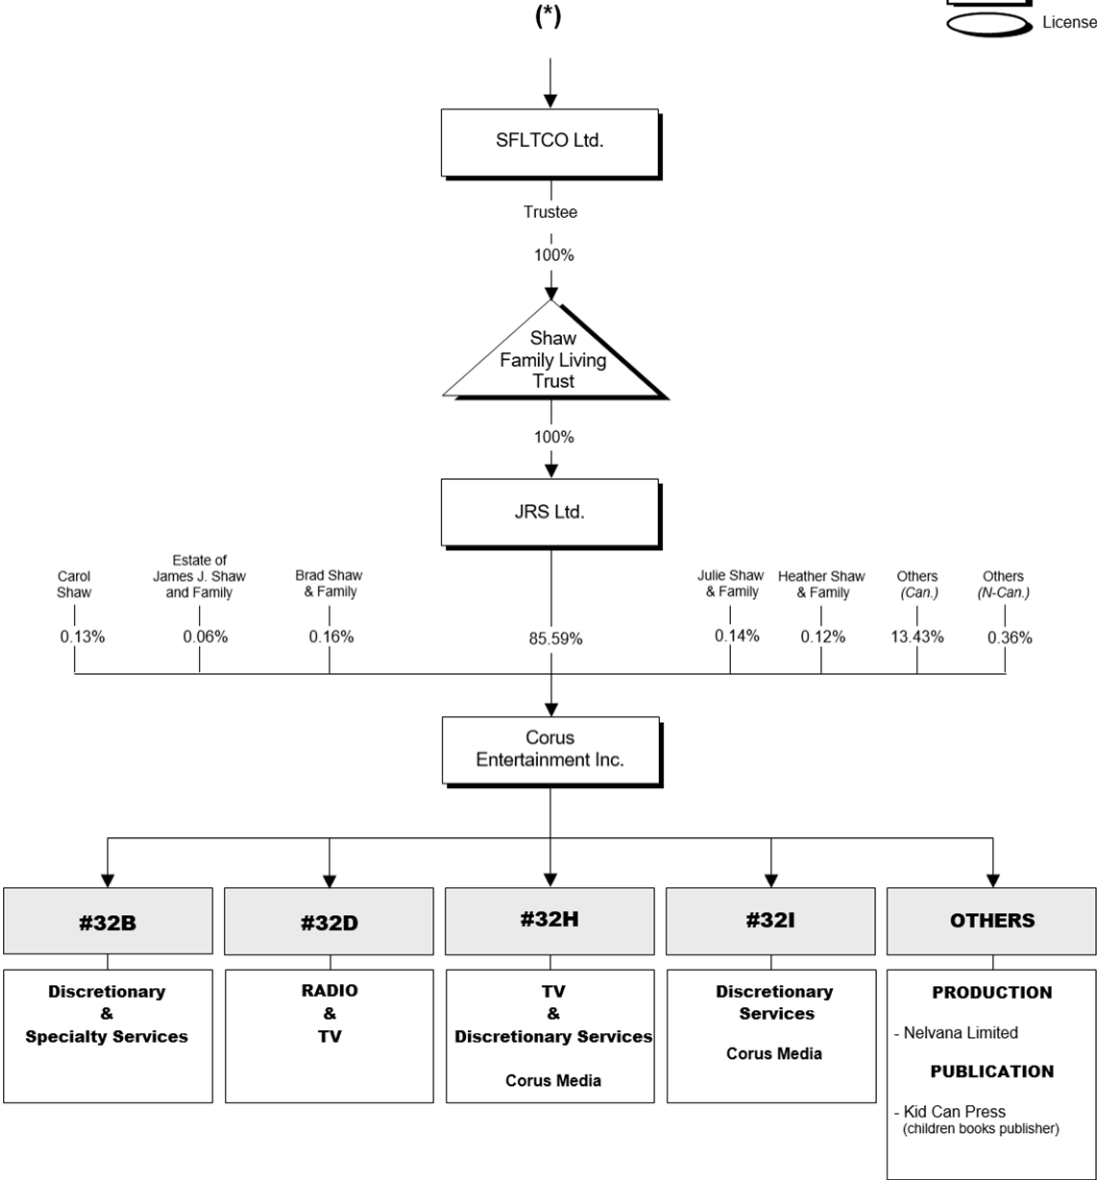 (*)
License
SFLTCO Ltd.
Trustee
100%
Shaw
Family Living
Trust
100%
JRS Ltd.
Carol
Shaw
Estate of
James J. Shaw
and Family
Brad Shaw
& Family
Julie Shaw
& Family
Heather Shaw
& Family
Others
(Can.)
Others
(N-Can.)
0.13%
0.06%
0.16%
85.59%
0.14%
0.12%
13.43%
0.36%
Corus
Entertainment Inc.
#32B
#32D
#32H
#32I
OTHERS
Discretionary
&
Specialty Services
RADIO
&
TV
TV
&
Discretionary Services
Corus Media
Discretionary
Services
Corus Media
PRODUCTION
- Nelvana Limited
PUBLICATION
- Kid Can Press
(children books publisher)